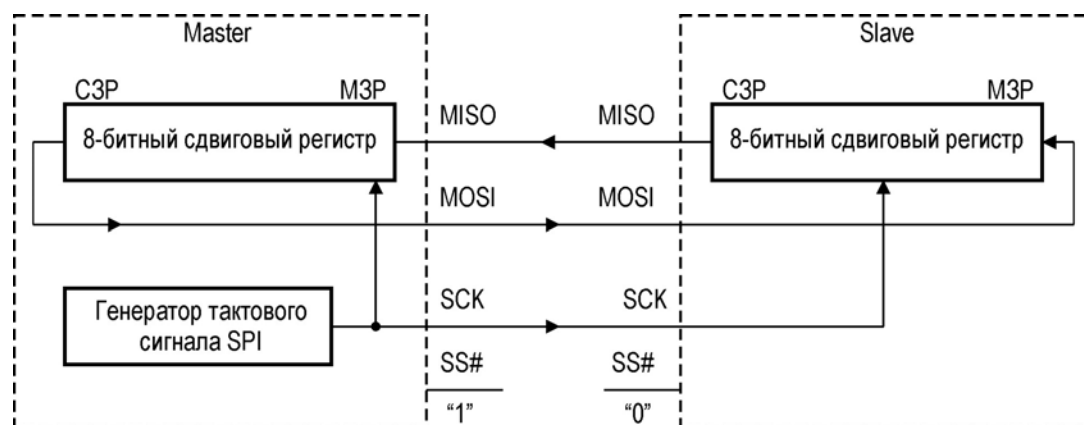 Master
Slave
СЗР
МЗР
MISO
MISO
СЗР
МЗР
8-битный сдвиговый регистр
8-битный сдвиговый регистр
MOSI
MOSI
Генератор тактового
сигнала SPI
SCK
SCK
SS#
SS#
“1”
“0”